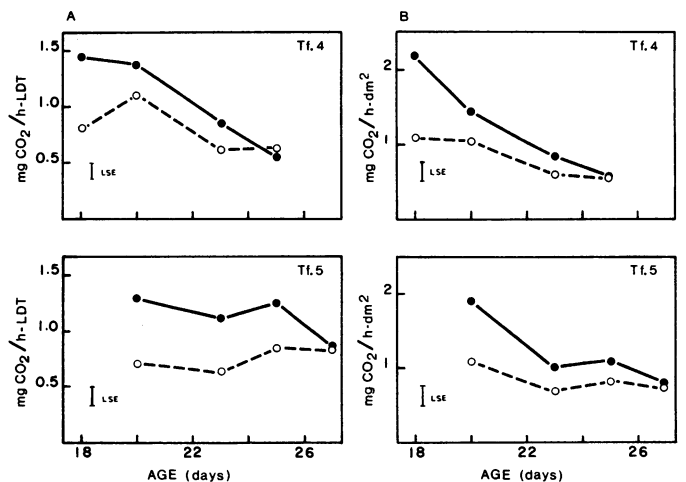 A
B
Tf.4
1.5
1.0
0.5
mg CO2/h-LDT
LSE
Tf.4
2
1
mg CO2/h·dm2
LSE
Tf.5
1.5
1.0
0.5
mg CO2/h-LDT
LSE
18
22
26
AGE (days)
Tf.5
2
1
mg CO2/h·dm2
LSE
18
22
26
AGE (days)